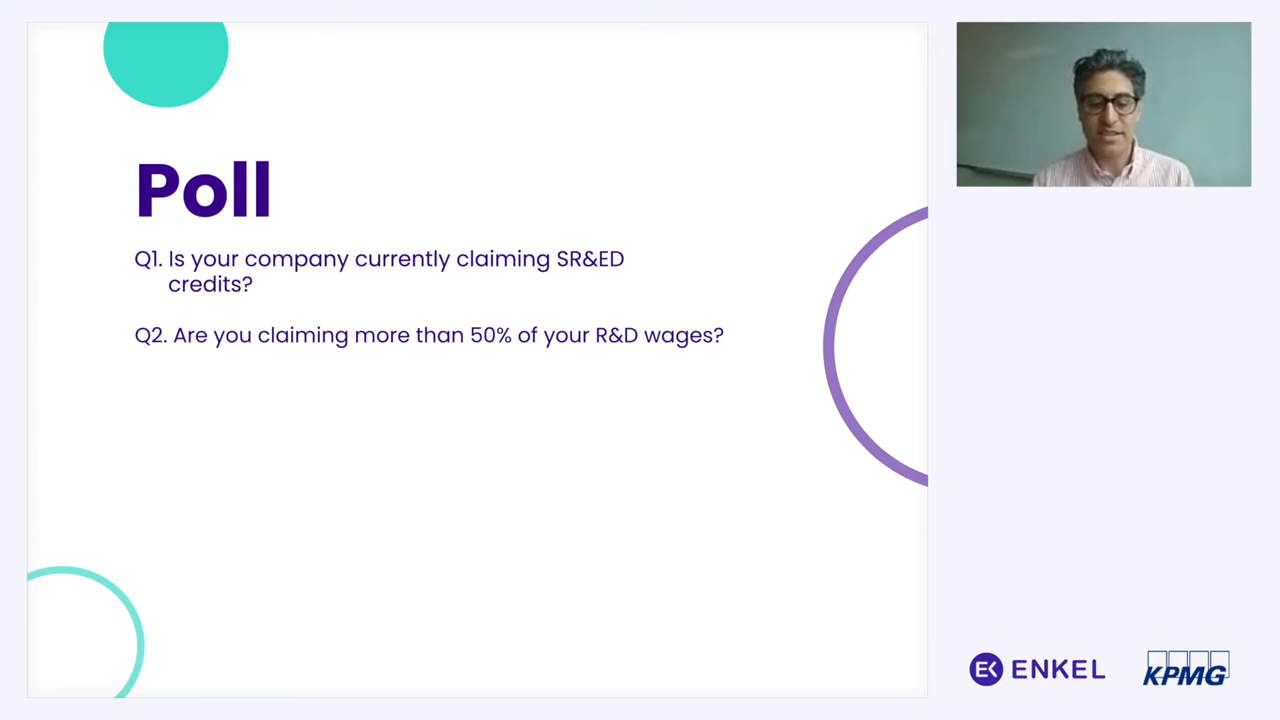 Poll
Q1. Is your company currently claiming SR&ED
credits?
Q2. Are you claiming more than 50% of your R&D wages?
EK ENKEL
KPMG